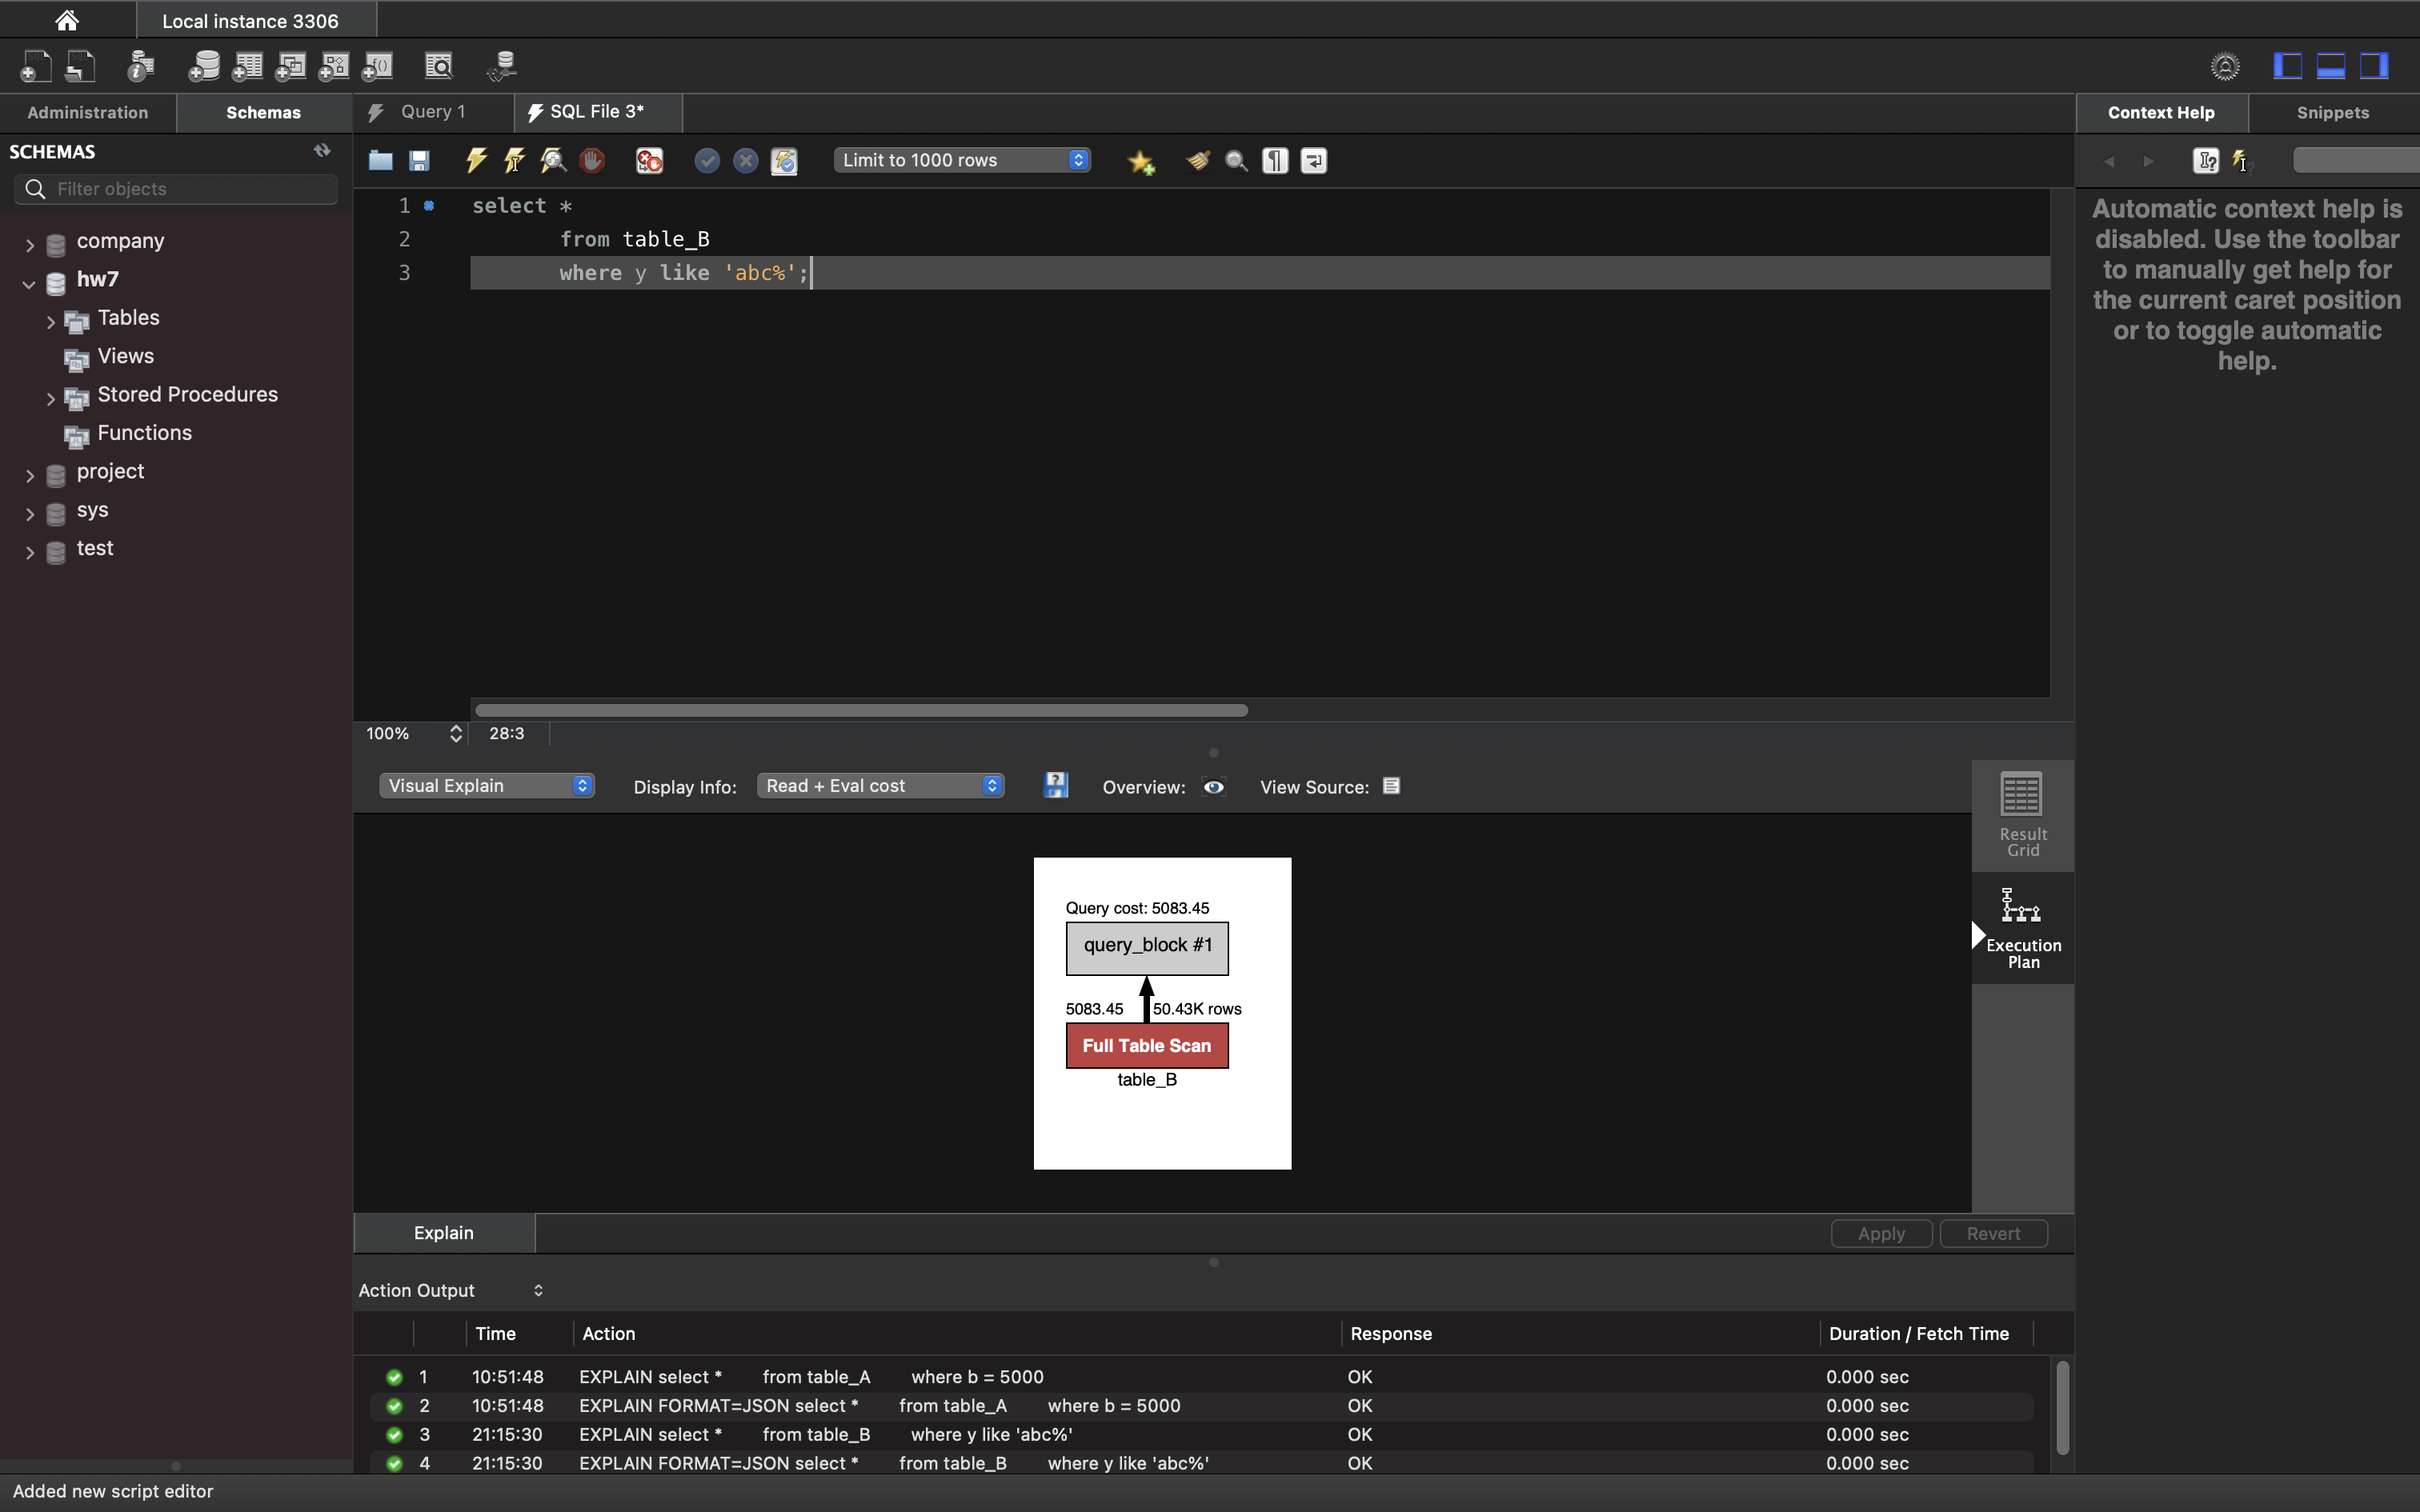 Local instance 3306
Administration
Schemas
Query 1
SQL File 3*
Context Help
Snippets
SCHEMAS
Filter objects
Limit to 1000 rows
company
hw7
Tables
Views
Stored Procedures
Functions
project
sys
test
1 select *
2 from table_B
3 where y like 'abc%';
Automatic context help is
disabled. Use the toolbar
to manually get help for
the current caret position
or to toggle automatic
help.
100% 28:3
Visual Explain
Display Info:
Read + Eval cost
Overview:
View Source:
Result
Grid
Execution
Plan
Query cost: 5083.45
query_block #1
5083.45 50.43K rows
Full Table Scan
table_B
Explain
Apply
Revert
Action Output
Time Action Response Duration / Fetch Time
1 10:51:48 EXPLAIN select * from table_A where b = 5000 OK 0.000 sec
2 10:51:48 EXPLAIN FORMAT=JSON select * from table_A where b = 5000 OK 0.000 sec
3 21:15:30 EXPLAIN select * from table_B where y like 'abc%' OK 0.000 sec
4 21:15:30 EXPLAIN FORMAT=JSON select * from table_B where y like 'abc%' OK 0.000 sec
Added new script editor